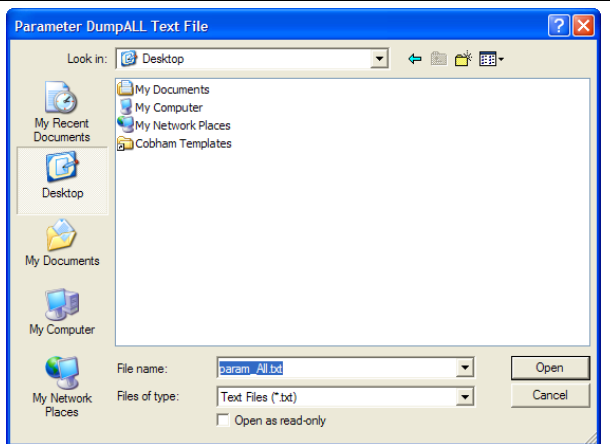 Parameter DumpALL Text File
Look in: Desktop
My Documents
My Computer
My Network Places
Cobham Templates
My Recent
Documents
Desktop
My Documents
My Computer
My Network
Places
File name: param_All.txt Open
Files of type: Text Files (*.txt) Cancel
Open as read-only